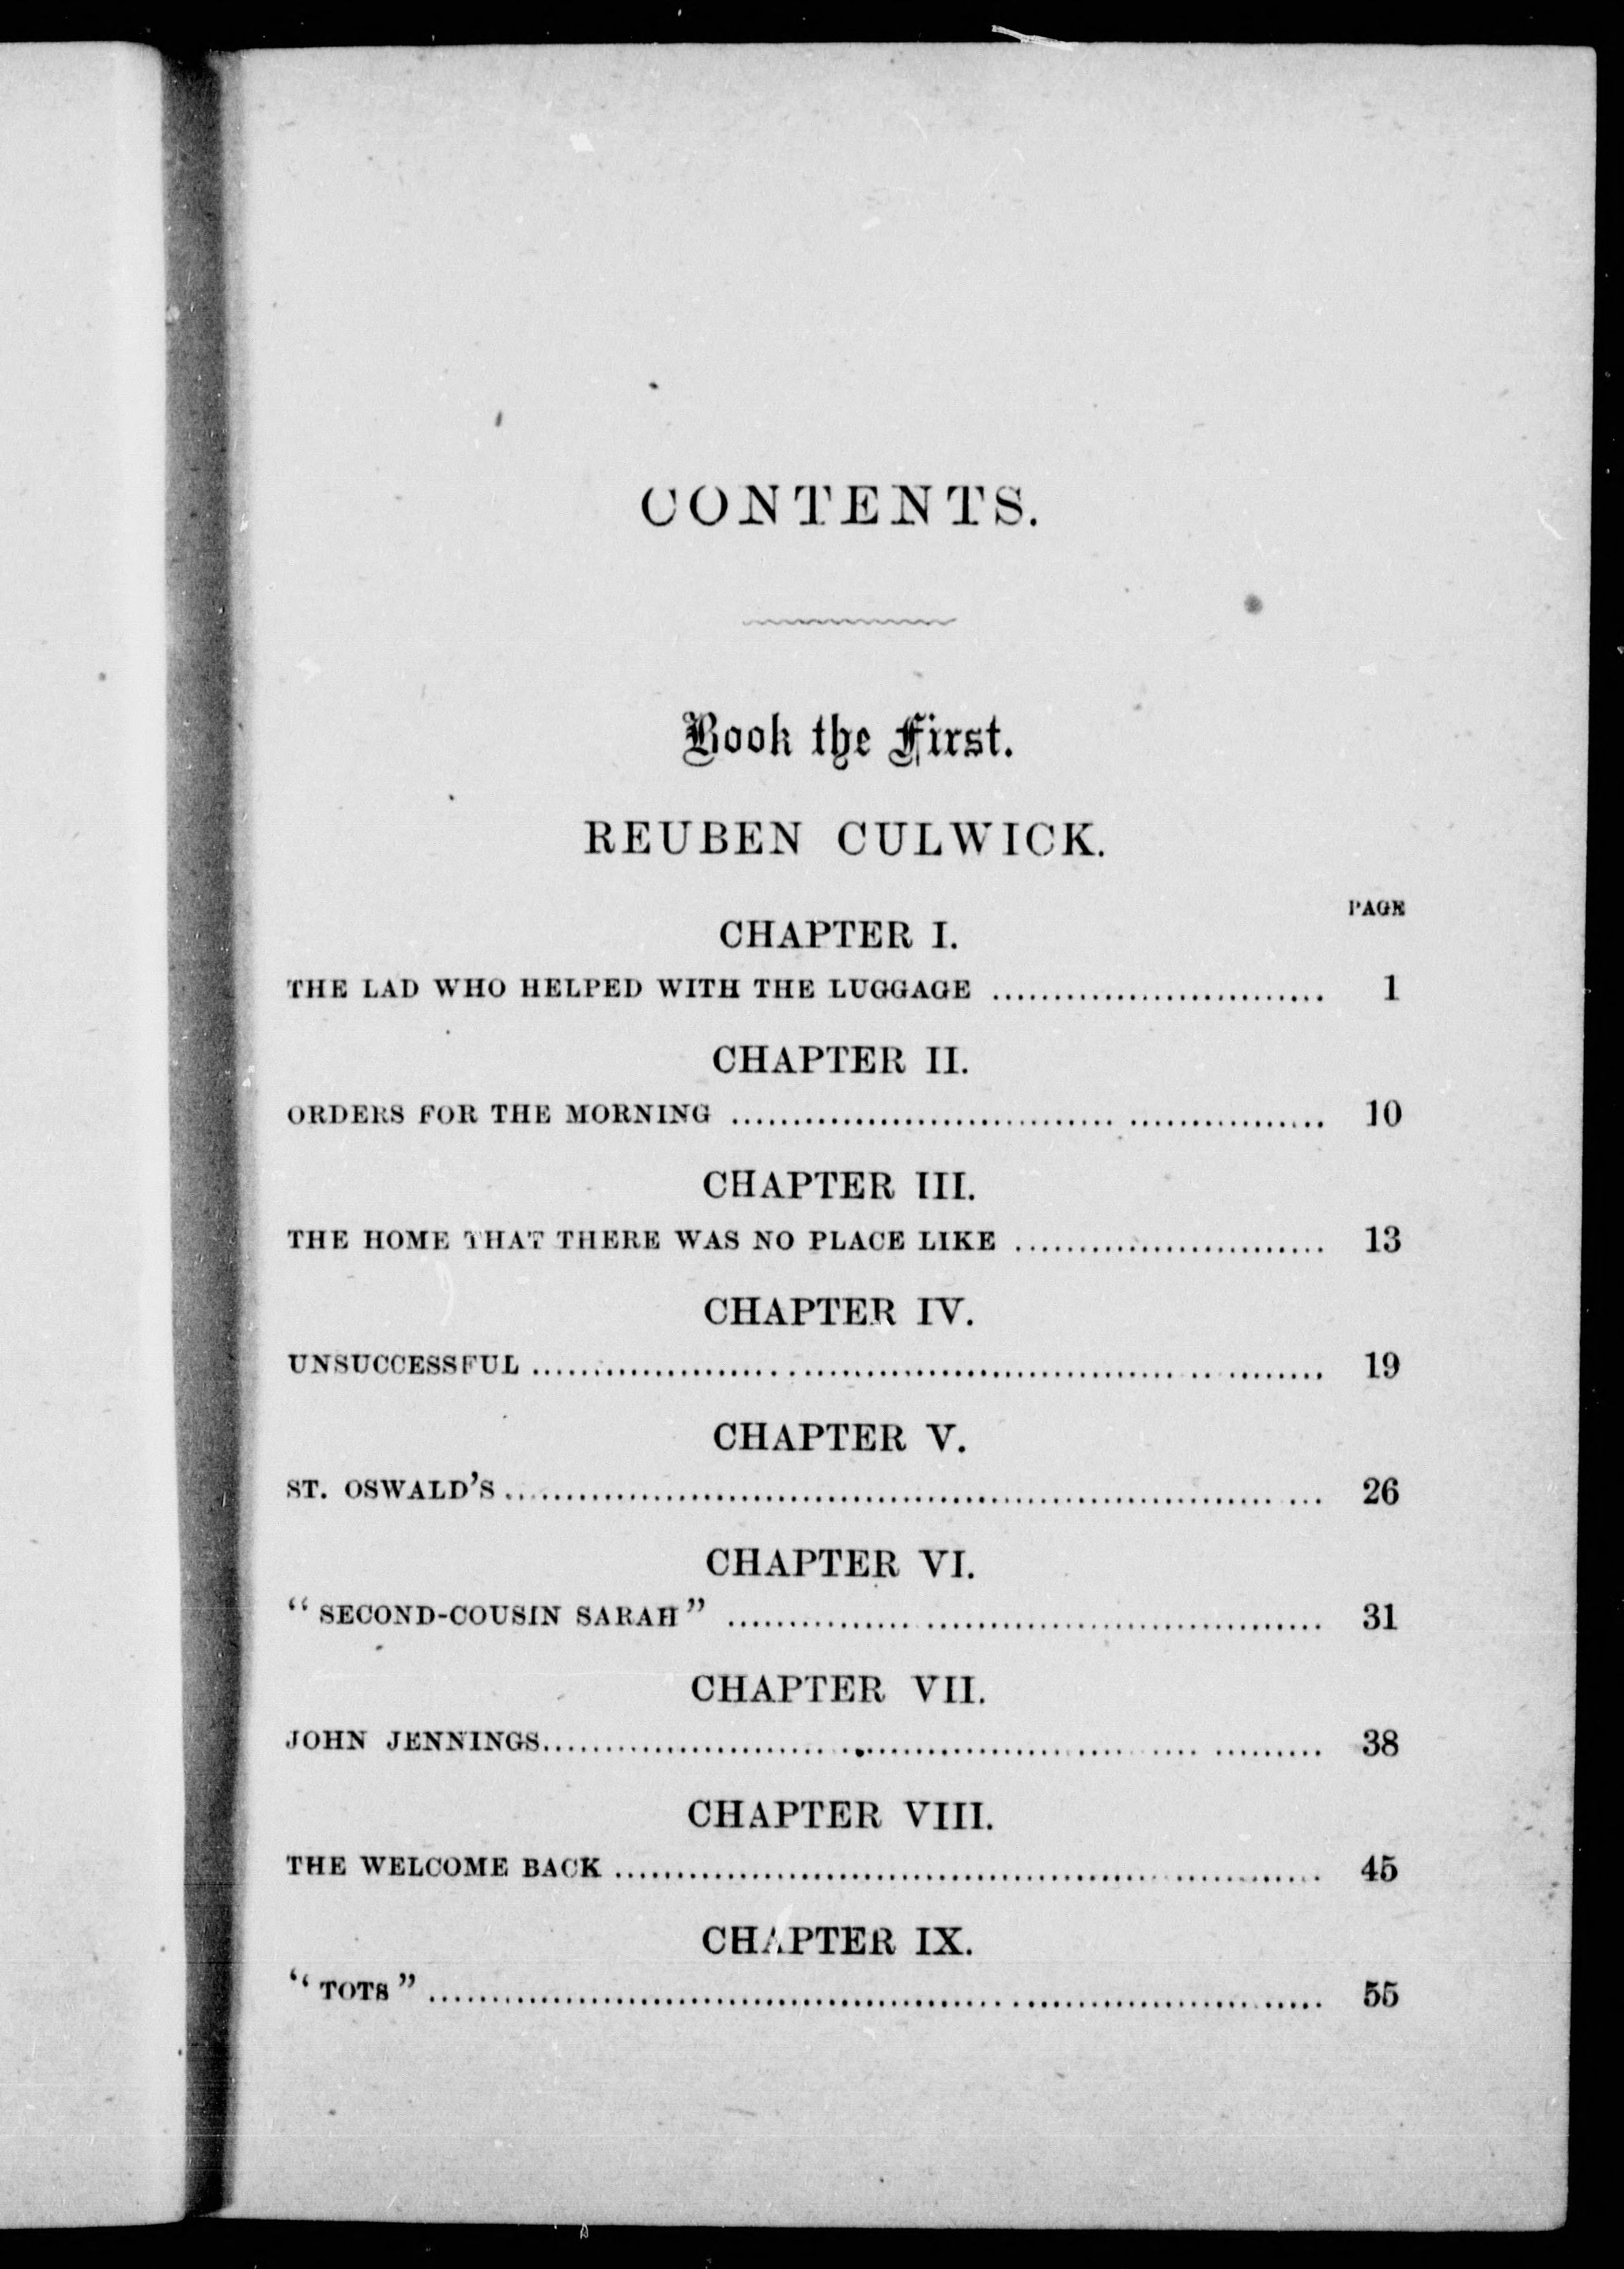 CONTENTS.
Book the First.
REUBEN CULWICK.
PAGE
CHAPTER I.
THE LAD WHO HELPED WITH THE LUGGAGE ........................... 1
CHAPTER II.
ORDERS FOR THE MORNING ................................................ 10
CHAPTER III.
THE HOME THAT THERE WAS NO PLACE LIKE ......................... 13
CHAPTER IV.
UNSUCCESSFUL ................................................................ 19
CHAPTER V.
ST. OSWALD'S .................................................................. 26
CHAPTER VI.
"SECOND-COUSIN SARAH" ................................................ 31
CHAPTER VII.
JOHN JENNINGS............................................................... 38
CHAPTER VIII.
THE WELCOME BACK ......................................................... 45
CHAPTER IX.
"TOTS" ........................................................................ 55